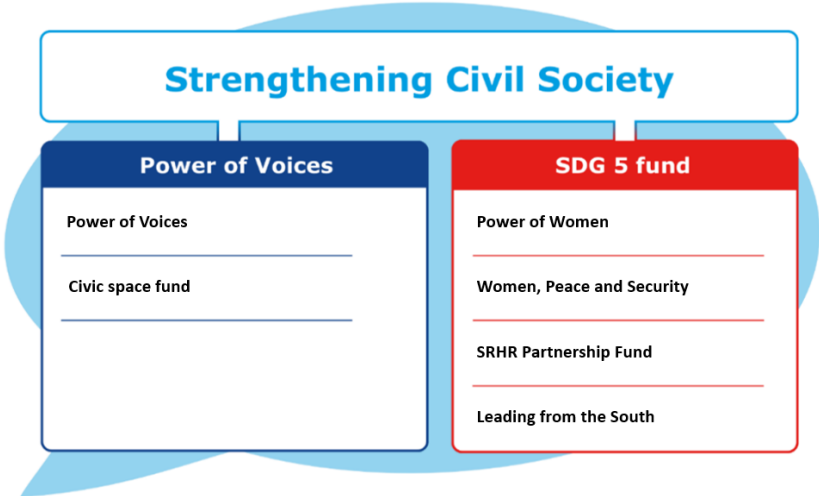 Strengthening Civil Society
Power of Voices
Power of Voices
Civic space fund
SDG 5 fund
Power of Women
Women, Peace and Security
SRHR Partnership Fund
Leading from the South